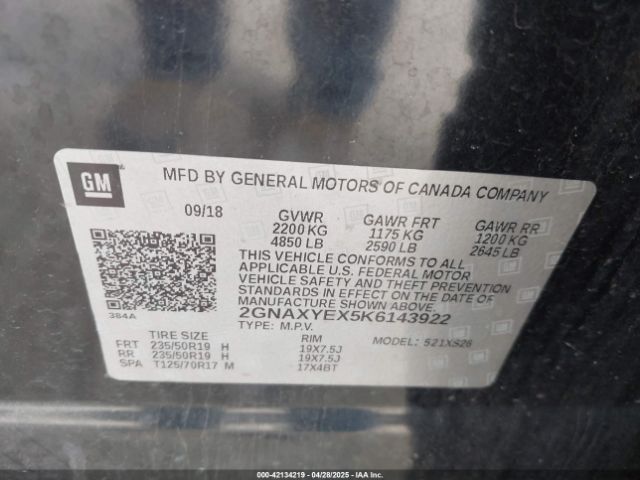 GM
MFD BY GENERAL MOTORS OF CANADA COMPANY
09/18 GVWR GAWR FRT GAWR RR
2200 KG 1175 KG 1200 KG
4850 LB 2590 LB 2645 LB
THIS VEHICLE CONFORMS TO ALL
APPLICABLE U.S. FEDERAL MOTOR
VEHICLE SAFETY AND THEFT PREVENTION
STANDARDS IN EFFECT ON THE DATE OF
MANUFACTURE SHOWN ABOVE.
384A
2GNAXYEX5K6143922
TYPE: M.P.V. MODEL: 521XS26
TIRE SIZE RIM
FRT 235/50R19 H 19X7.5J
RR 235/50R19 H 19X7.5J
SPA T125/70R17 M 17X4BT
000-42134219 | 04/28/2025 | IAAI.COM